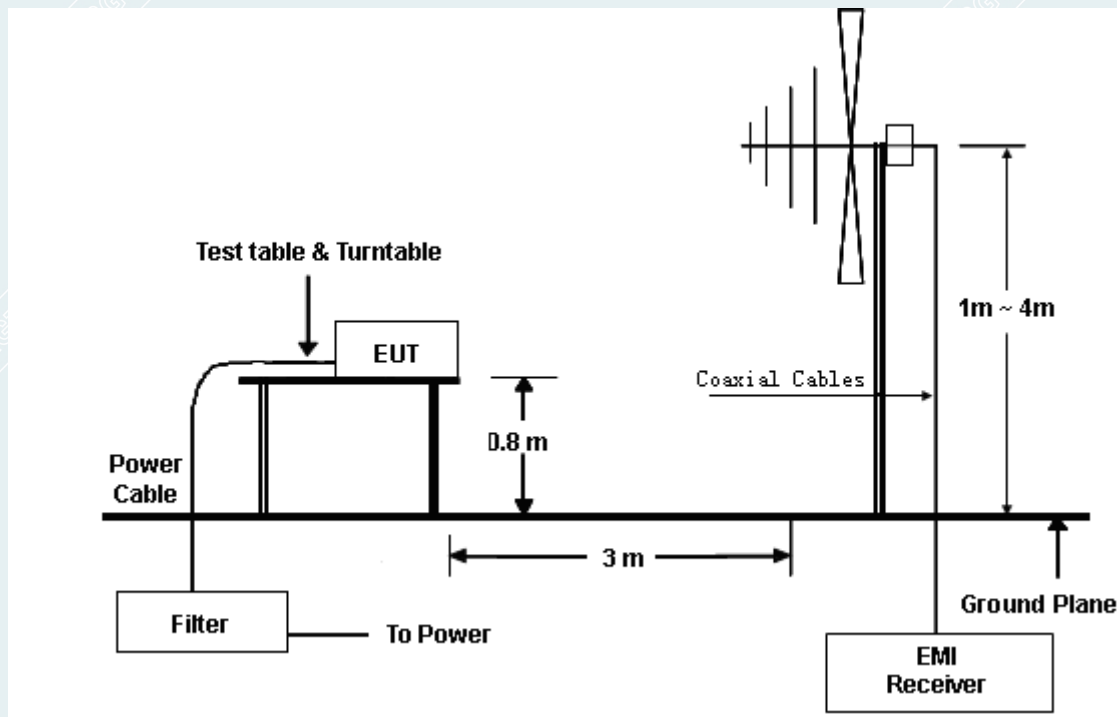 Test table & Turntable
EUT
1m ~ 4m
Coaxial Cables
0.8 m
Power
Cable
3 m
Ground Plane
Filter
To Power
EMI
Receiver